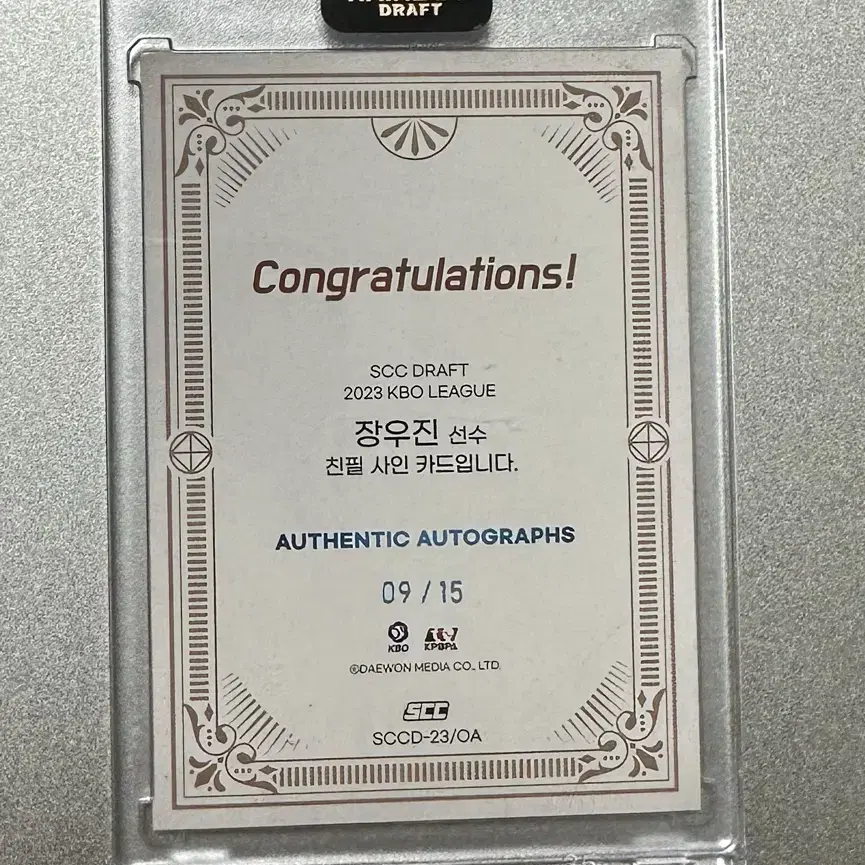 DRAFT
Congratulations!
SCC DRAFT
2023 KBO LEAGUE
장우진 선수
친필 사인 카드입니다.
AUTHENTIC AUTOGRAPHS
09 / 15
KBO KPBPA
©DAEWON MEDIA CO., LTD.
SCC
SCCD-23/OA